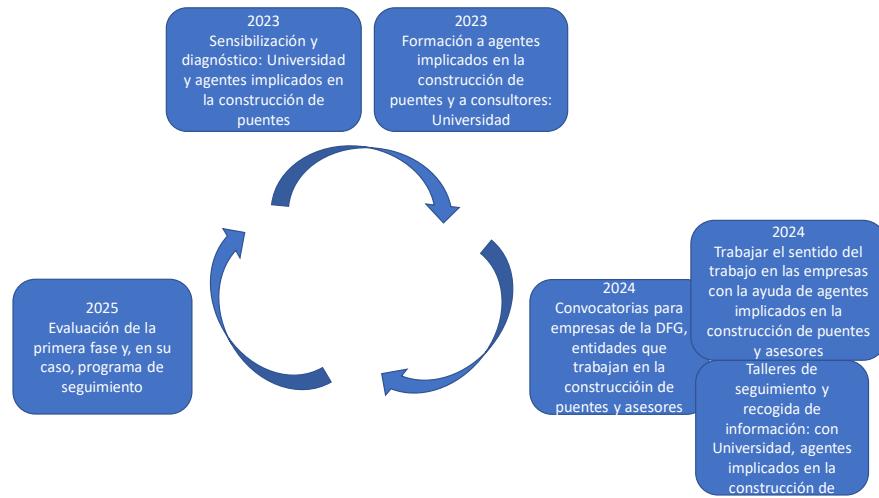 2023
Sensibilización y
diagnóstico: Universidad
y agentes implicados en
la construcción de
puentes
2023
Formación a agentes
implicados en la
construcción de
puentes y a consultores:
Universidad
2024
Trabajar el sentido del
trabajo en las empresas
con la ayuda de agentes
implicados en la
construcción de puentes
y asesores
2024
Convocatorias para
empresas de la DFG,
entidades que
trabajan en la
construccióin de
puentes y asesores
Talleres de
seguimiento y
recogida de
información: con
Universidad, agentes
implicados en la
construcción de
2025
Evaluación de la
primera fase y, en su
caso, programa de
seguimiento